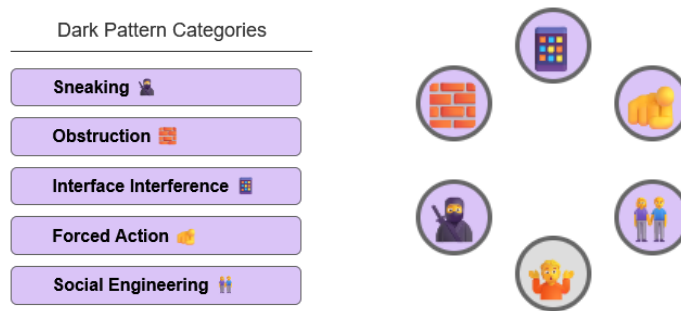 Dark Pattern Categories
Sneaking 🥷
Obstruction 🧱
Interface Interference 📱
Forced Action 🫵
Social Engineering 👫